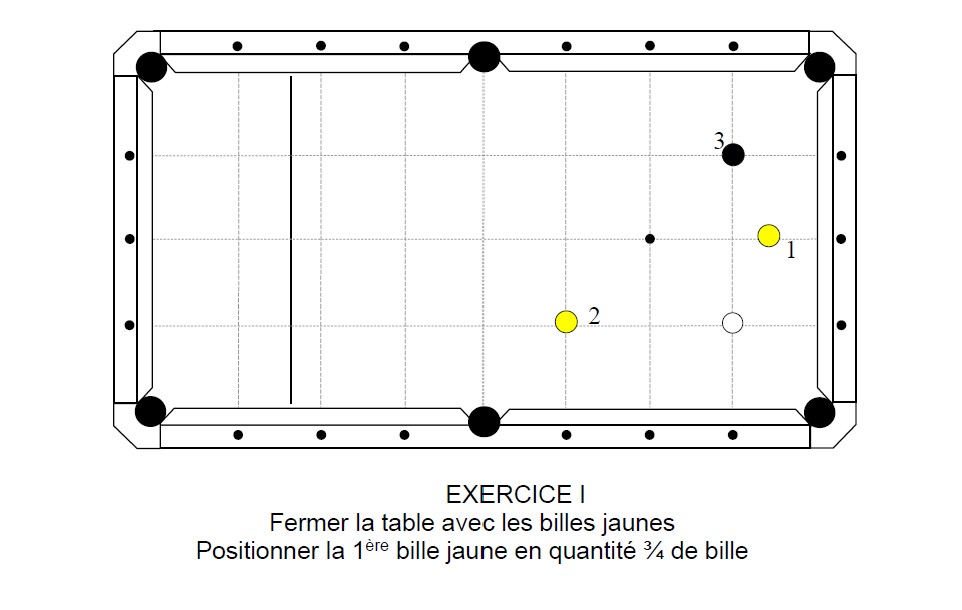 3
1
2
EXERCICE I
Fermer la table avec les billes jaunes
Positionner la 1ère bille jaune en quantité ¾ de bille